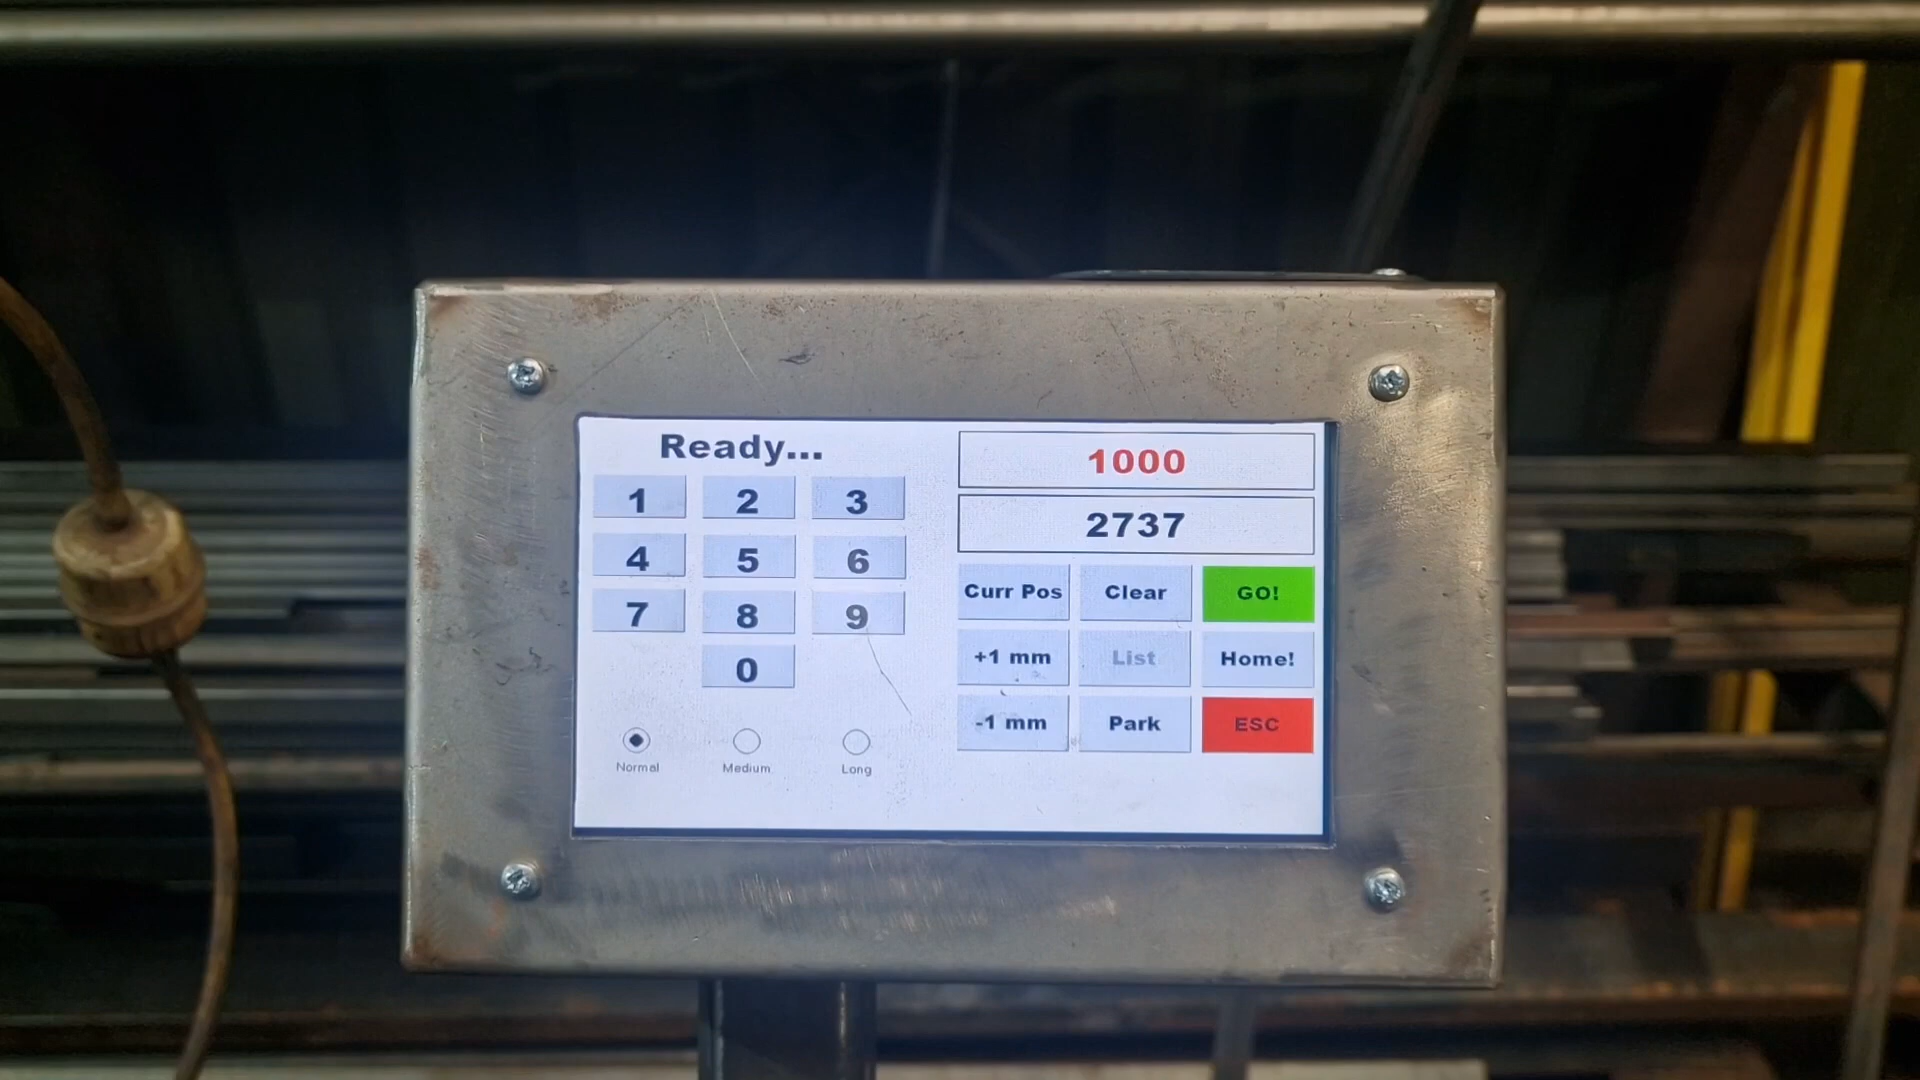 Ready...
1 2 3
4 5 6
7 8 9
0
Normal Medium Long
1000
2737
Curr Pos Clear GO!
+1 mm List Home!
-1 mm Park ESC